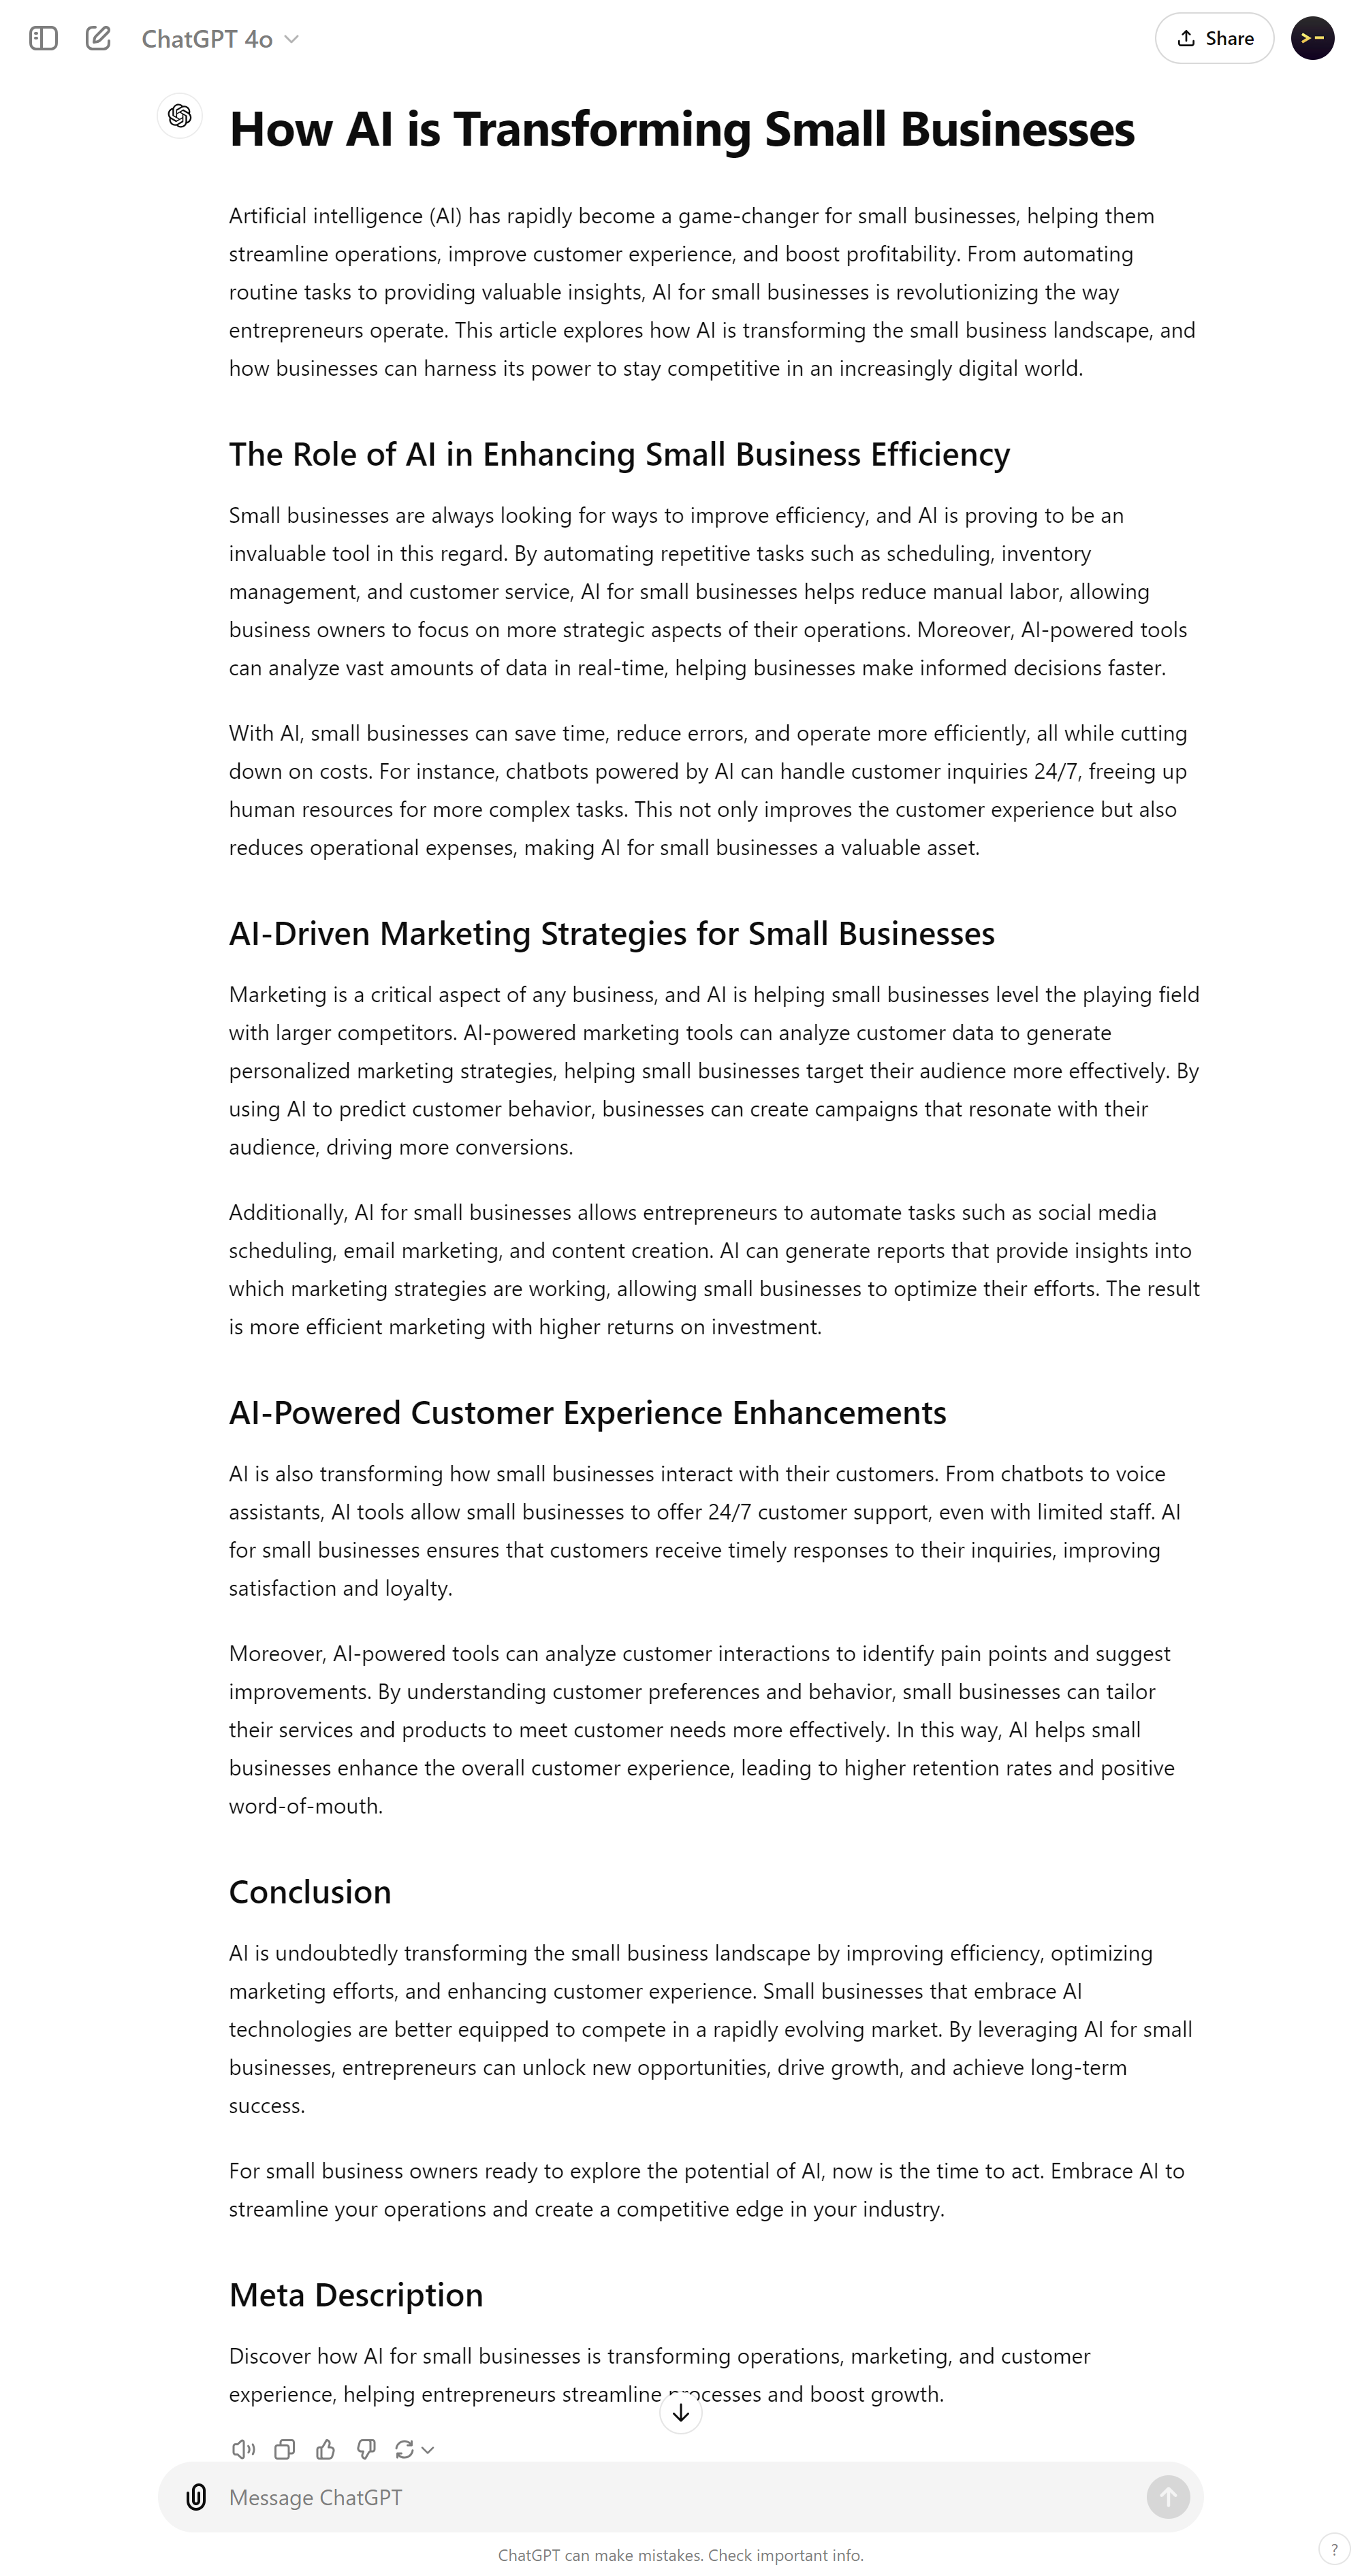 ChatGPT 4o
Share
How AI is Transforming Small Businesses
Artificial intelligence (AI) has rapidly become a game-changer for small businesses, helping them
streamline operations, improve customer experience, and boost profitability. From automating
routine tasks to providing valuable insights, AI for small businesses is revolutionizing the way
entrepreneurs operate. This article explores how AI is transforming the small business landscape, and
how businesses can harness its power to stay competitive in an increasingly digital world.
The Role of AI in Enhancing Small Business Efficiency
Small businesses are always looking for ways to improve efficiency, and AI is proving to be an
invaluable tool in this regard. By automating repetitive tasks such as scheduling, inventory
management, and customer service, AI for small businesses helps reduce manual labor, allowing
business owners to focus on more strategic aspects of their operations. Moreover, AI-powered tools
can analyze vast amounts of data in real-time, helping businesses make informed decisions faster.
With AI, small businesses can save time, reduce errors, and operate more efficiently, all while cutting
down on costs. For instance, chatbots powered by AI can handle customer inquiries 24/7, freeing up
human resources for more complex tasks. This not only improves the customer experience but also
reduces operational expenses, making AI for small businesses a valuable asset.
AI-Driven Marketing Strategies for Small Businesses
Marketing is a critical aspect of any business, and AI is helping small businesses level the playing field
with larger competitors. AI-powered marketing tools can analyze customer data to generate
personalized marketing strategies, helping small businesses target their audience more effectively. By
using AI to predict customer behavior, businesses can create campaigns that resonate with their
audience, driving more conversions.
Additionally, AI for small businesses allows entrepreneurs to automate tasks such as social media
scheduling, email marketing, and content creation. AI can generate reports that provide insights into
which marketing strategies are working, allowing small businesses to optimize their efforts. The result
is more efficient marketing with higher returns on investment.
AI-Powered Customer Experience Enhancements
AI is also transforming how small businesses interact with their customers. From chatbots to voice
assistants, AI tools allow small businesses to offer 24/7 customer support, even with limited staff. AI
for small businesses ensures that customers receive timely responses to their inquiries, improving
satisfaction and loyalty.
Moreover, AI-powered tools can analyze customer interactions to identify pain points and suggest
improvements. By understanding customer preferences and behavior, small businesses can tailor
their services and products to meet customer needs more effectively. In this way, AI helps small
businesses enhance the overall customer experience, leading to higher retention rates and positive
word-of-mouth.
Conclusion
AI is undoubtedly transforming the small business landscape by improving efficiency, optimizing
marketing efforts, and enhancing customer experience. Small businesses that embrace AI
technologies are better equipped to compete in a rapidly evolving market. By leveraging AI for small
businesses, entrepreneurs can unlock new opportunities, drive growth, and achieve long-term
success.
For small business owners ready to explore the potential of AI, now is the time to act. Embrace AI to
streamline your operations and create a competitive edge in your industry.
Meta Description
Discover how AI for small businesses is transforming operations, marketing, and customer
experience, helping entrepreneurs streamline processes and boost growth.
Message ChatGPT
ChatGPT can make mistakes. Check important info.
?